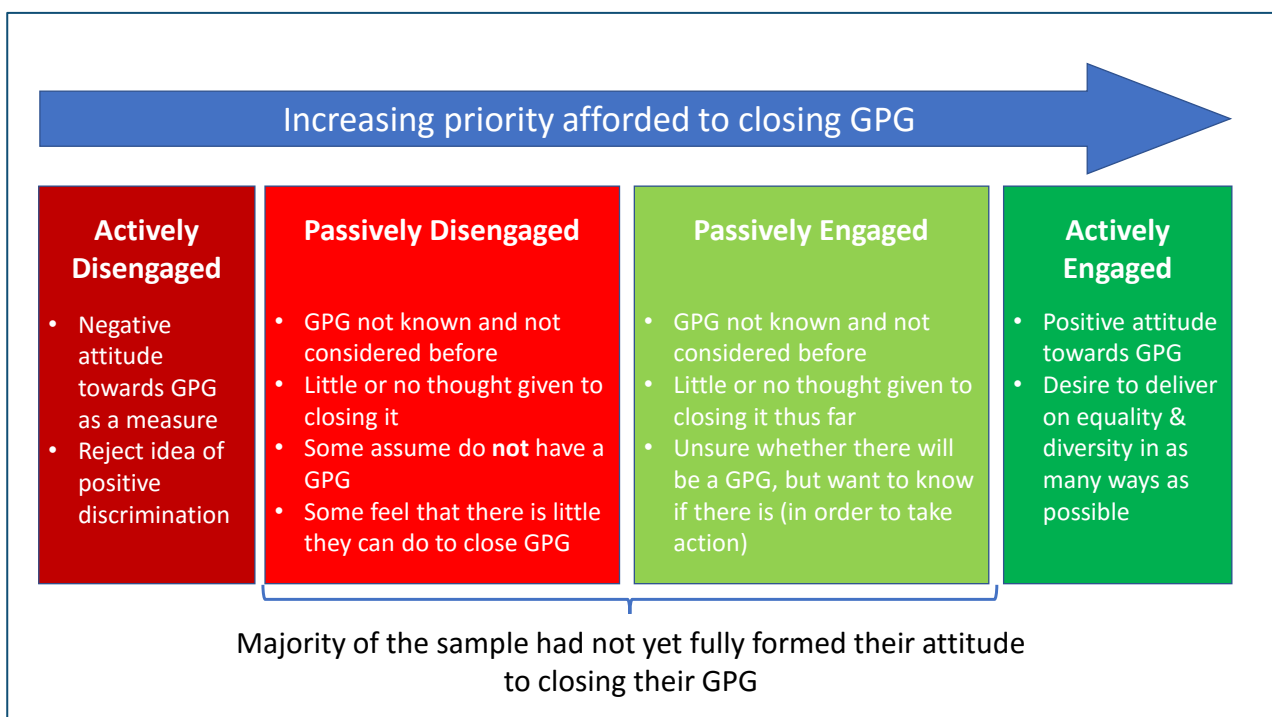 Increasing priority afforded to closing GPG
Actively
Disengaged
• Negative
attitude
towards GPG
as a measure
• Reject idea of
positive
discrimination
Passively Disengaged
• GPG not known and not
considered before
• Little or no thought given to
closing it
• Some assume do not have a
GPG
• Some feel that there is little
they can do to close GPG
Passively Engaged
• GPG not known and not
considered before
• Little or no thought given to
closing it thus far
• Unsure whether there will
be a GPG, but want to know
if there is (in order to take
action)
Actively
Engaged
• Positive attitude
towards GPG
• Desire to deliver
on equality &
diversity in as
many ways as
possible
Majority of the sample had not yet fully formed their attitude
to closing their GPG